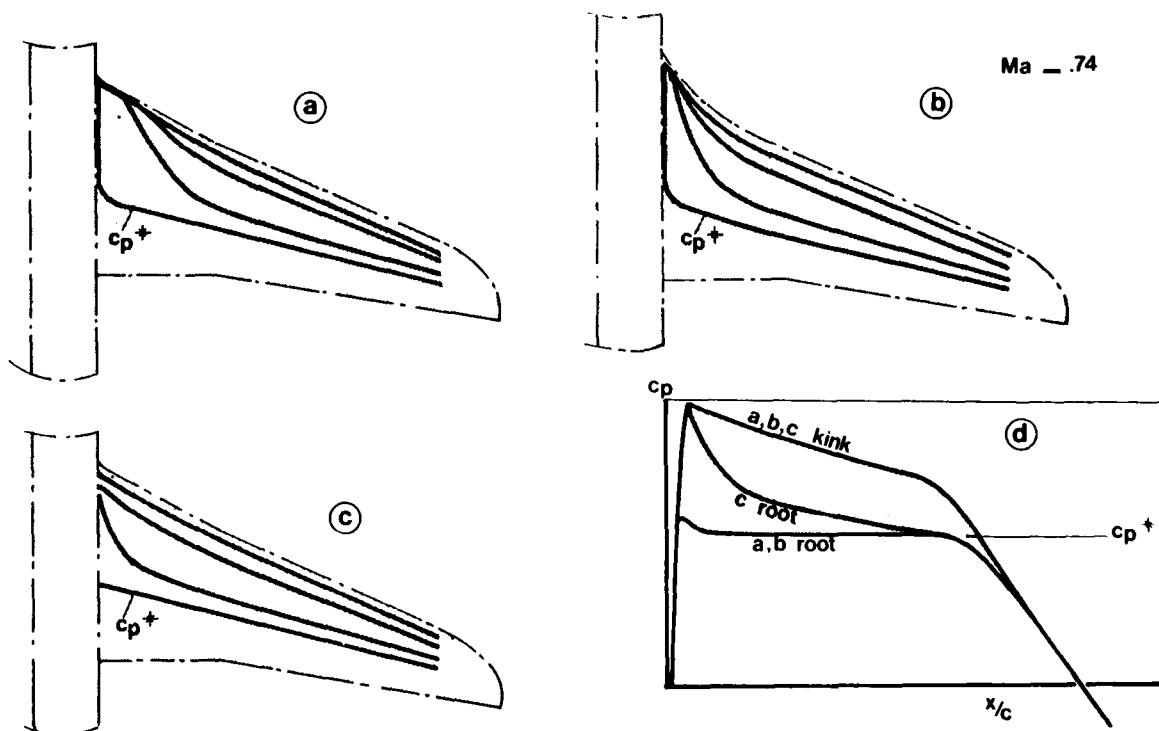 a
cp*
b
Ma = .74
cp*
c
cp*
cp
d
a,b,c kink
c root
a,b root
cp*
x/c